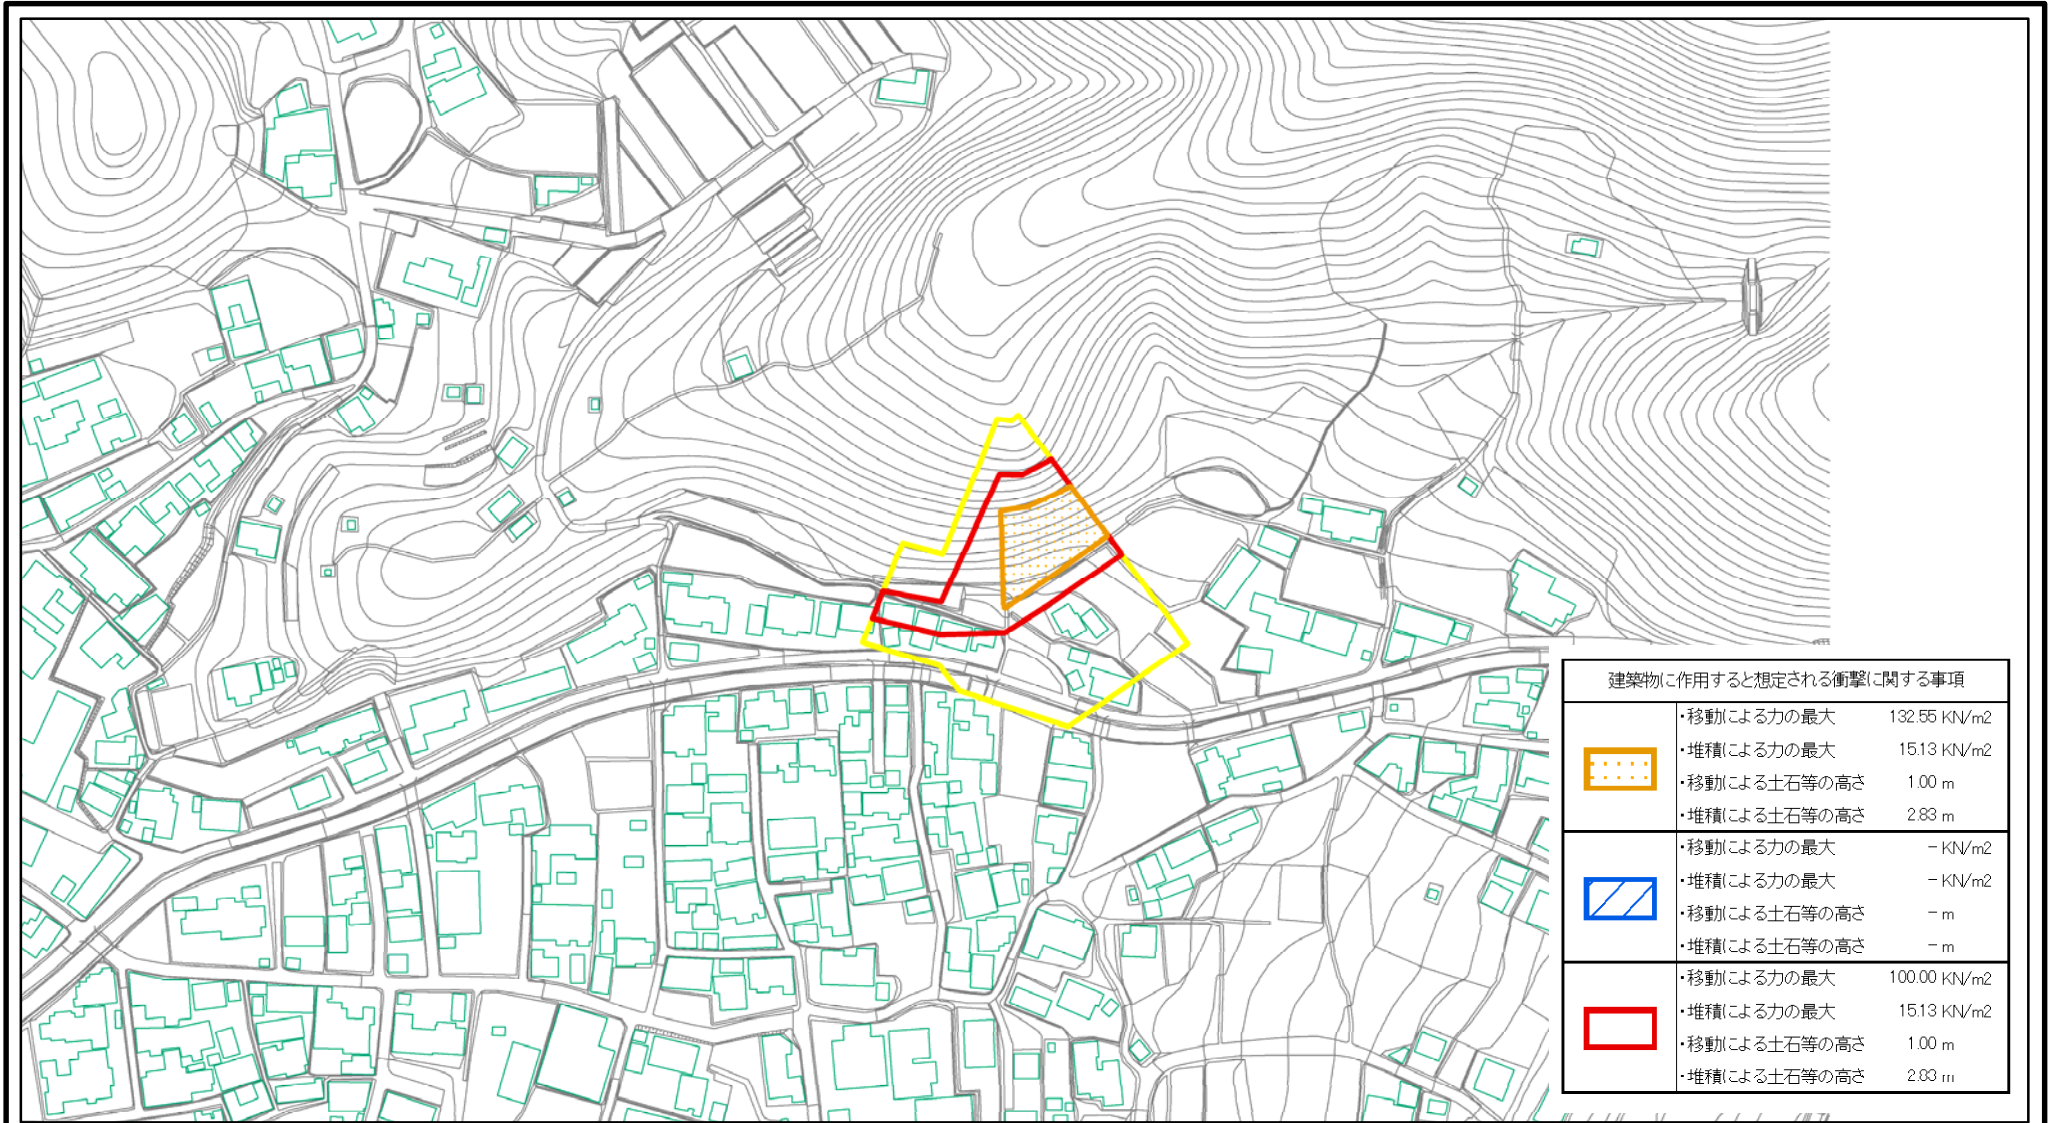 建築物に作用すると想定される衝撃に関する事項
・移動による力の最大 132.55 KN/m2
・堆積による力の最大 15.13 KN/m2
・移動による土石等の高さ 1.00 m
・堆積による土石等の高さ 2.83 m
・移動による力の最大 - KN/m2
・堆積による力の最大 - KN/m2
・移動による土石等の高さ - m
・堆積による土石等の高さ - m
・移動による力の最大 100.00 KN/m2
・堆積による力の最大 15.13 KN/m2
・移動による土石等の高さ 1.00 m
・堆積による土石等の高さ 2.83 m